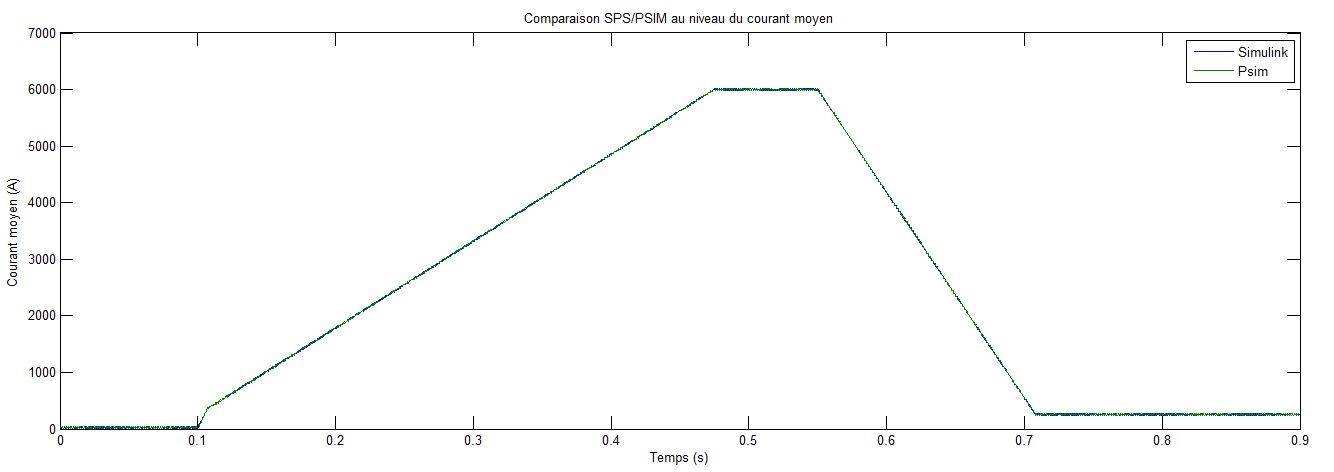 Comparaison SPS/PSIM au niveau du courant moyen
7000
6000
5000
4000
3000
2000
1000
0
Courant moyen (A)
Simulink
Psim
0 0.1 0.2 0.3 0.4 0.5 0.6 0.7 0.8 0.9
Temps (s)